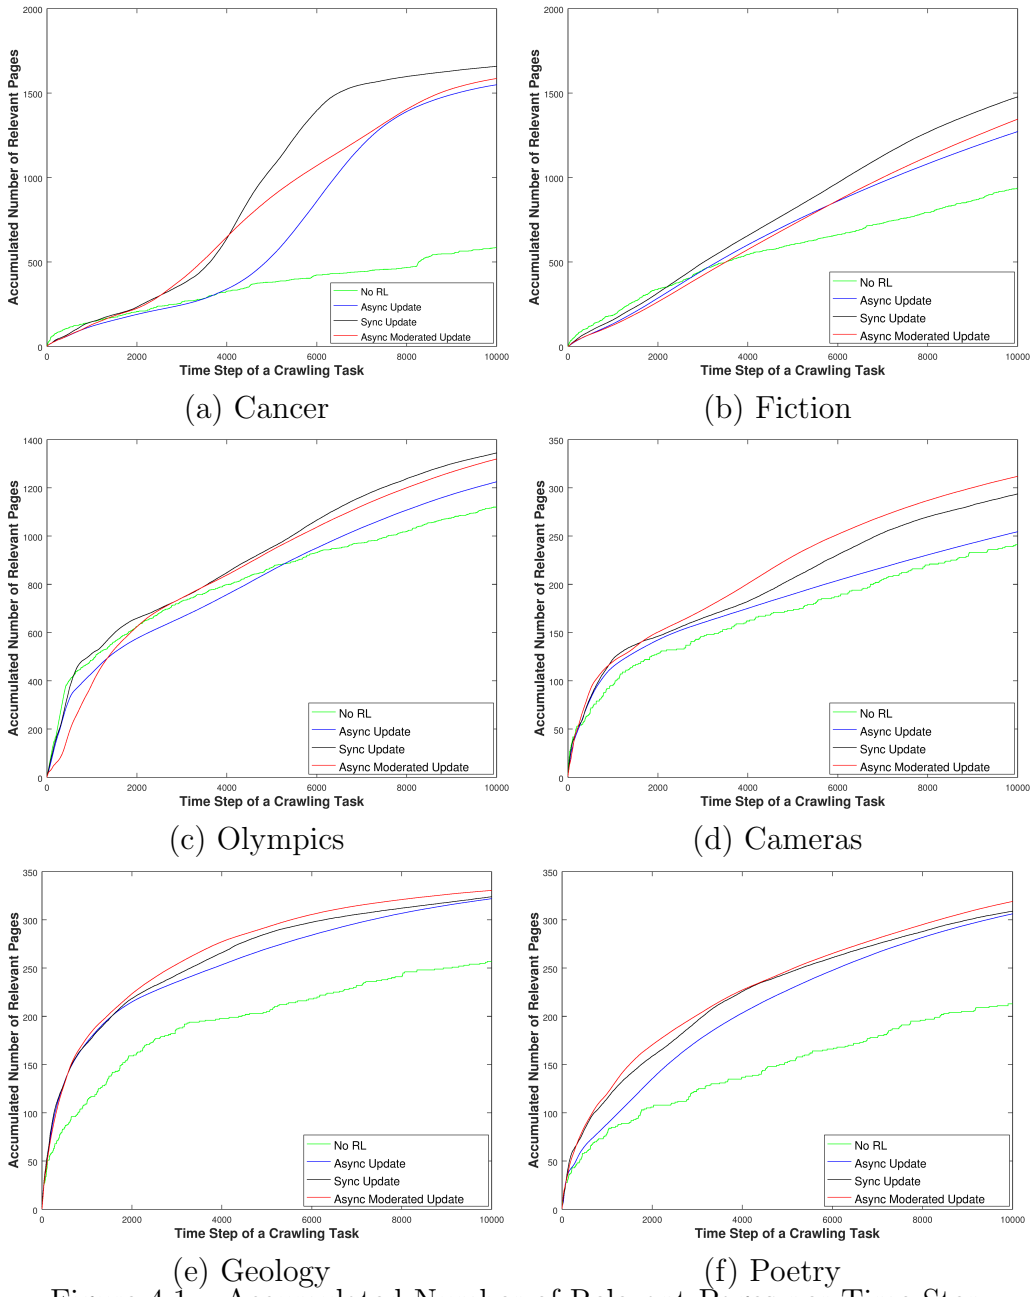 2000
1500
1000
500
0
0
2000
4000
6000
8000
10000
Accumulated Number of Relevant Pages
Time Step of a Crawling Task
No RL
Async Update
Sync Update
Async Moderated Update
(a) Cancer
2000
1500
1000
500
0
0
2000
4000
6000
8000
10000
Accumulated Number of Relevant Pages
Time Step of a Crawling Task
No RL
Async Update
Sync Update
Async Moderated Update
(b) Fiction
1400
1200
1000
800
600
400
200
0
0
2000
4000
6000
8000
10000
Accumulated Number of Relevant Pages
Time Step of a Crawling Task
No RL
Async Update
Sync Update
Async Moderated Update
(c) Olympics
350
300
250
200
150
100
50
0
0
2000
4000
6000
8000
10000
Accumulated Number of Relevant Pages
Time Step of a Crawling Task
No RL
Async Update
Sync Update
Async Moderated Update
(d) Cameras
350
300
250
200
150
100
50
0
0
2000
4000
6000
8000
10000
Accumulated Number of Relevant Pages
Time Step of a Crawling Task
No RL
Async Update
Sync Update
Async Moderated Update
(e) Geology
350
300
250
200
150
100
50
0
0
2000
4000
6000
8000
10000
Accumulated Number of Relevant Pages
Time Step of a Crawling Task
No RL
Async Update
Sync Update
Async Moderated Update
(f) Poetry
Figure 4.1 Accumulated Number of Relevant Pages Time Ste